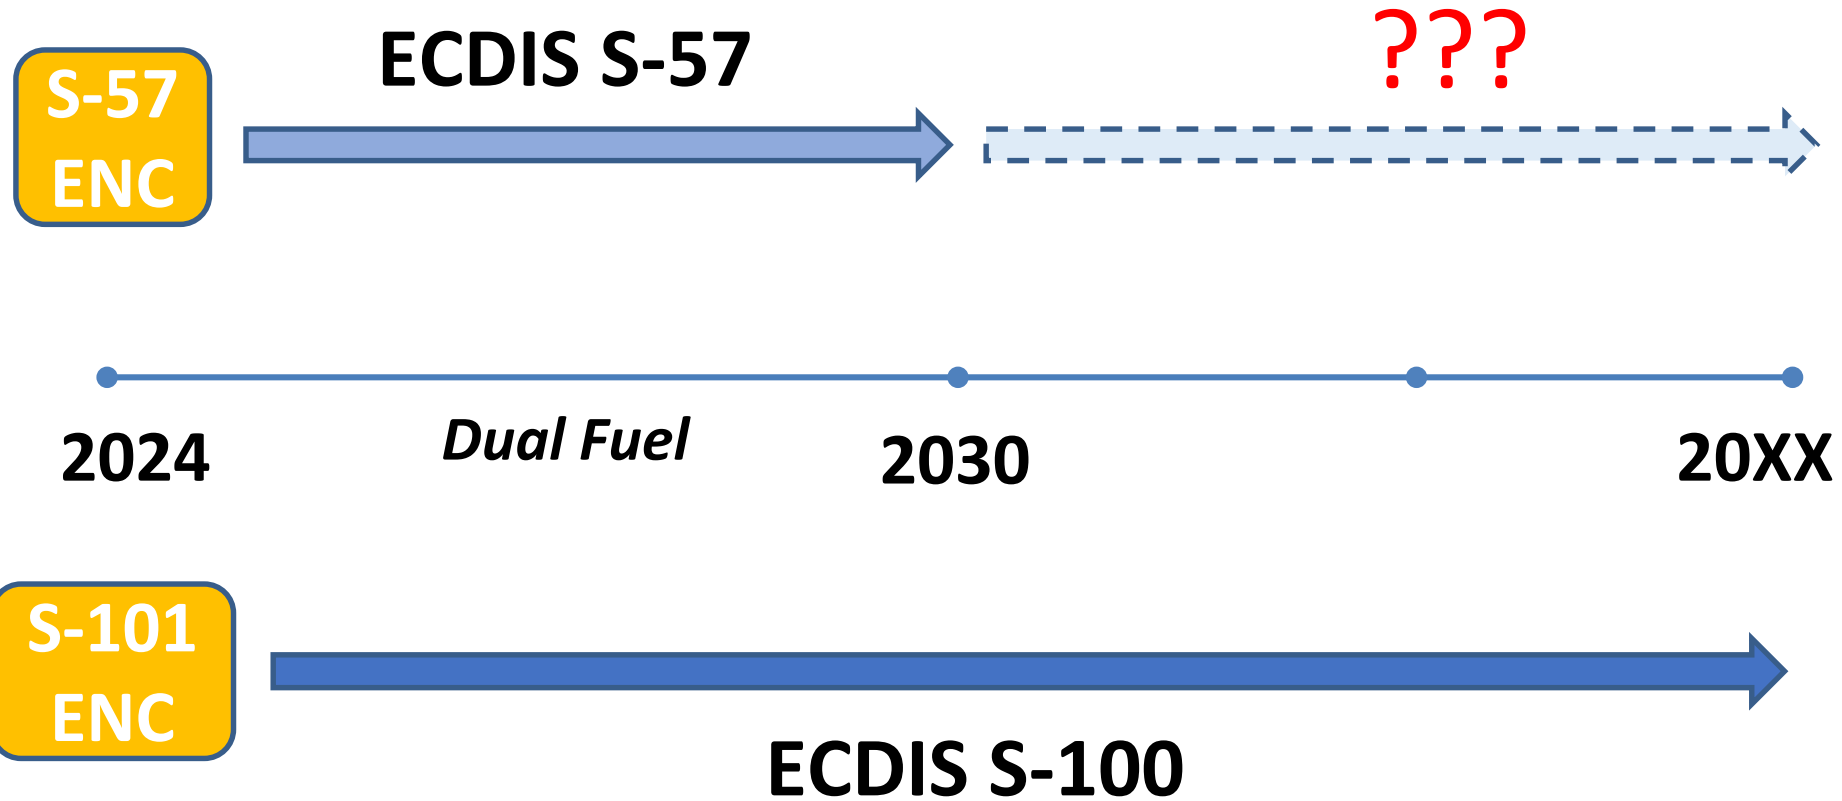 ECDIS S-57
???
S-57
ENC
2024
Dual Fuel
2030
20XX
S-101
ENC
ECDIS S-100